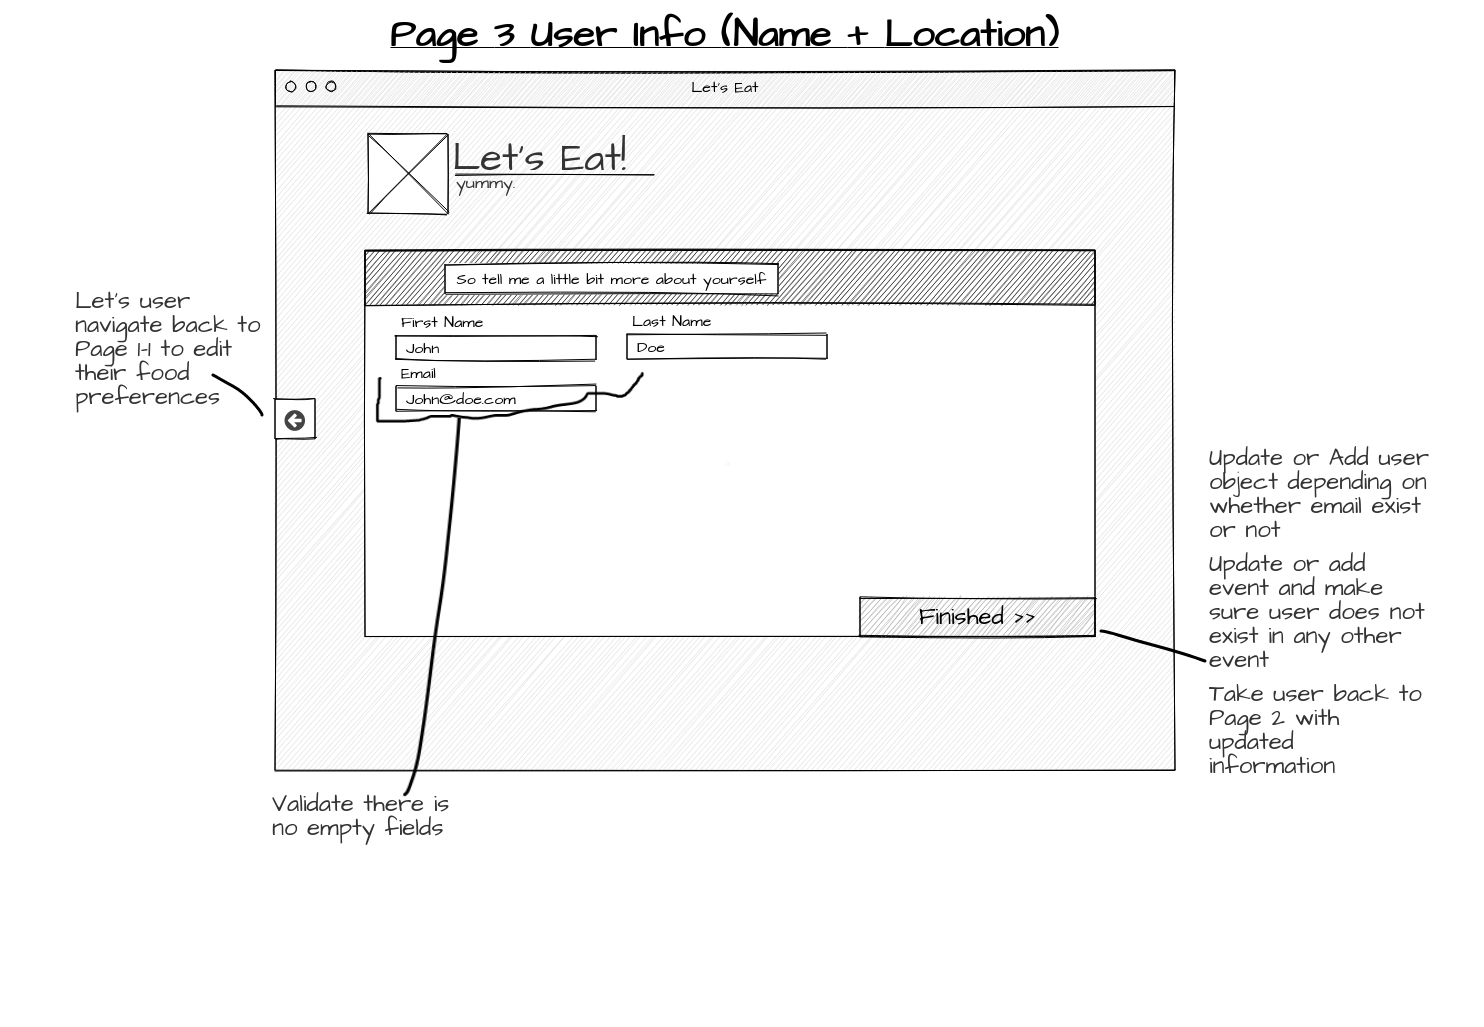 Page 3 User Info (Name + Location)
Let's Eat
Let's Eat!
yummy.
So tell me a little bit more about yourself
First Name
Last Name
John
Doe
Email
John@doe.com
Finished >>
Let's user
navigate back to
Page 1-1 to edit
their food
preferences
Update or Add user
object depending on
whether email exist
or not
Update or add
event and make
sure user does not
exist in any other
event
Take user back to
Page 2 with
updated
information
Validate there is
no empty fields